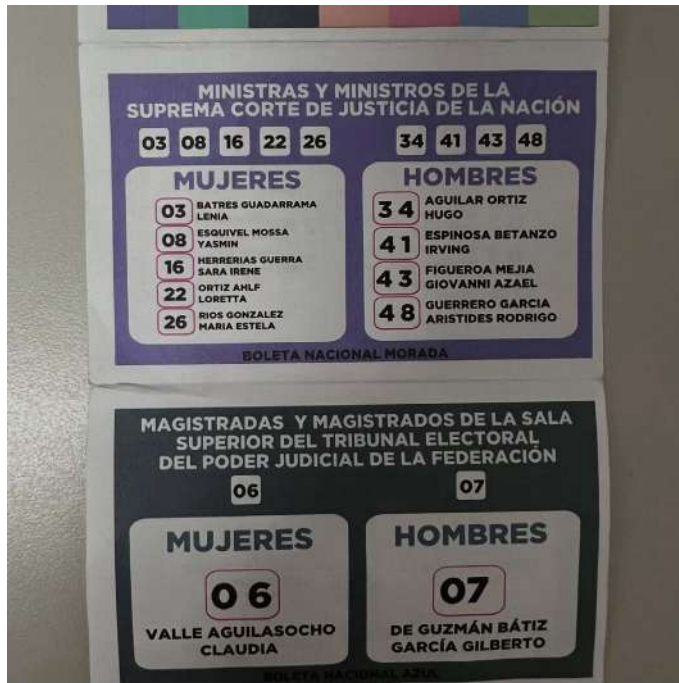 MINISTRAS Y MINISTROS DE LA
SUPREMA CORTE DE JUSTICIA DE LA NACIÓN
03 08 16 22 26
34 41 43 48
MUJERES
03 BATRES GUADARRAMA
LENIA
08 ESQUIVEL MOSSA
YASMIN
16 HERRERIAS GUERRA
SARA IRENE
22 ORTIZ AHLF
LORETTA
26 RIOS GONZALEZ
MARIA ESTELA
HOMBRES
34 AGUILAR ORTIZ
HUGO
41 ESPINOSA BETANZO
IRVING
43 FIGUEROA MEJIA
GIOVANNI AZAEL
48 GUERRERO GARCIA
ARISTIDES RODRIGO
BOLETA NACIONAL MORADA
MAGISTRADAS Y MAGISTRADOS DE LA SALA
SUPERIOR DEL TRIBUNAL ELECTORAL
DEL PODER JUDICIAL DE LA FEDERACIÓN
06
07
MUJERES
06
VALLE AGUILASOCHO
CLAUDIA
HOMBRES
07
DE GUZMÁN BÁTIZ
GARCÍA GILBERTO
BOLETA NACIONAL AZUL